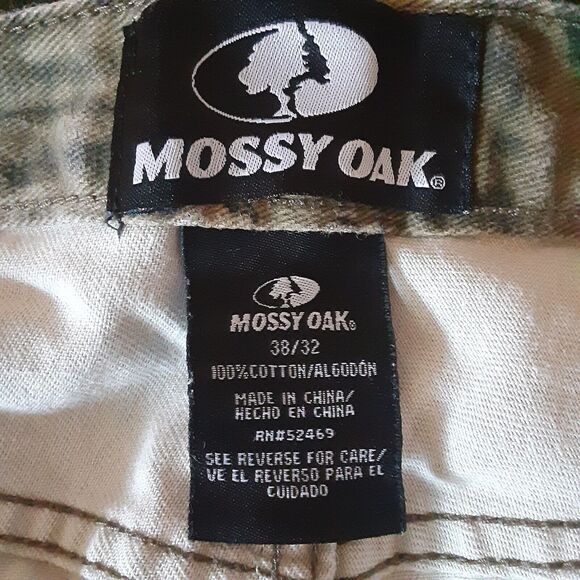 MOSSY OAK®
MOSSY OAK®
38/32
100%COTTON/ALGODÓN
MADE IN CHINA/
HECHO EN CHINA
RN#52469
SEE REVERSE FOR CARE/
VE EL REVERSO PARA EL
CUIDADO